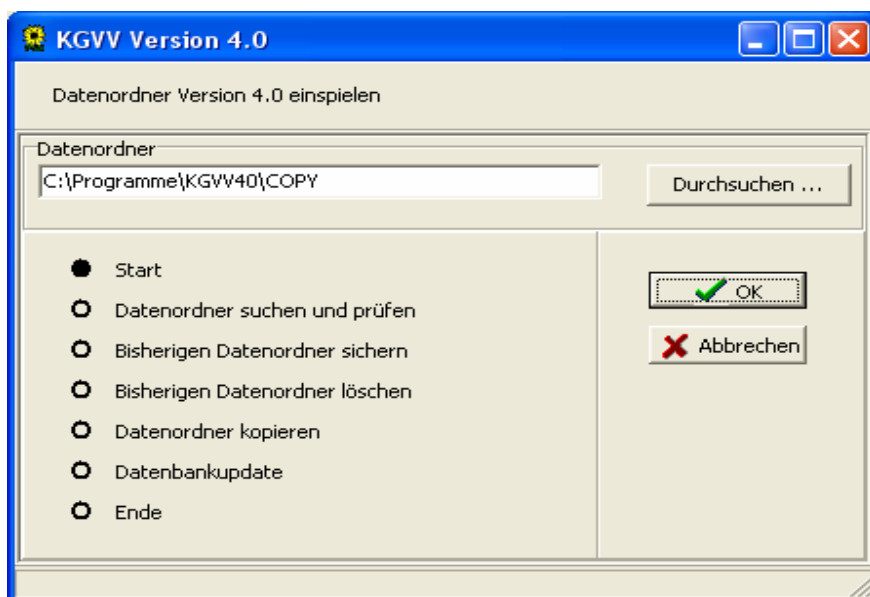 KGVV Version 4.0
Datenordner Version 4.0 einspielen
Datenordner
C:\Programme\KGVV40\COPY
Durchsuchen ...
Start
Datenordner suchen und prüfen
Bisherigen Datenordner sichern
Bisherigen Datenordner löschen
Datenordner kopieren
Datenbankupdate
Ende
OK
Abbrechen